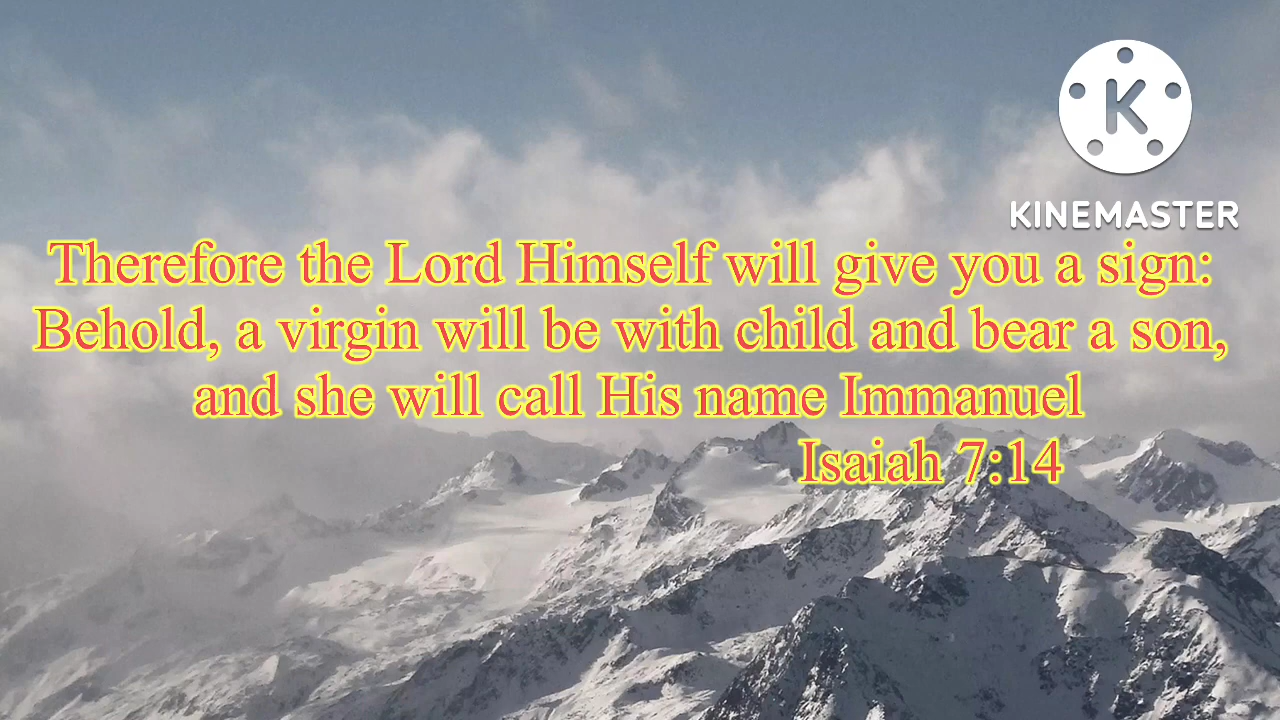 K
KINEMASTER
Therefore the Lord Himself will give you a sign:
Behold, a virgin will be with child and bear a son,
and she will call His name Immanuel
Isaiah 7:14